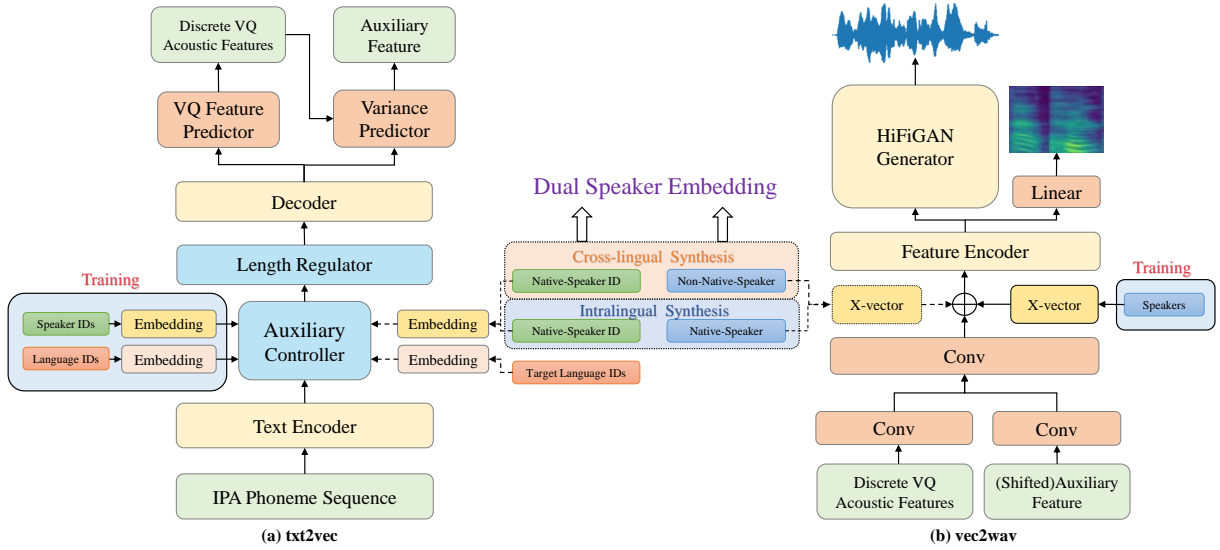 Discrete VQ
Acoustic Features
Auxiliary
Feature
VQ Feature
Predictor
Variance
Predictor
Decoder
Length Regulator
Training
Speaker IDs
Embedding
Language IDs
Embedding
Auxiliary
Controller
Embedding
Embedding
Text Encoder
IPA Phoneme Sequence
(a) txt2vec
Dual Speaker Embedding
Cross-lingual Synthesis
Native-Speaker ID
Non-Native-Speaker
Intralingual Synthesis
Native-Speaker ID
Native-Speaker
Target Language IDs
HiFiGAN
Generator
Linear
Feature Encoder
X-vector
X-vector
Training
Speakers
Conv
Conv
Conv
Discrete VQ
Acoustic Features
(Shifted)Auxiliary
Feature
(b) vec2wav